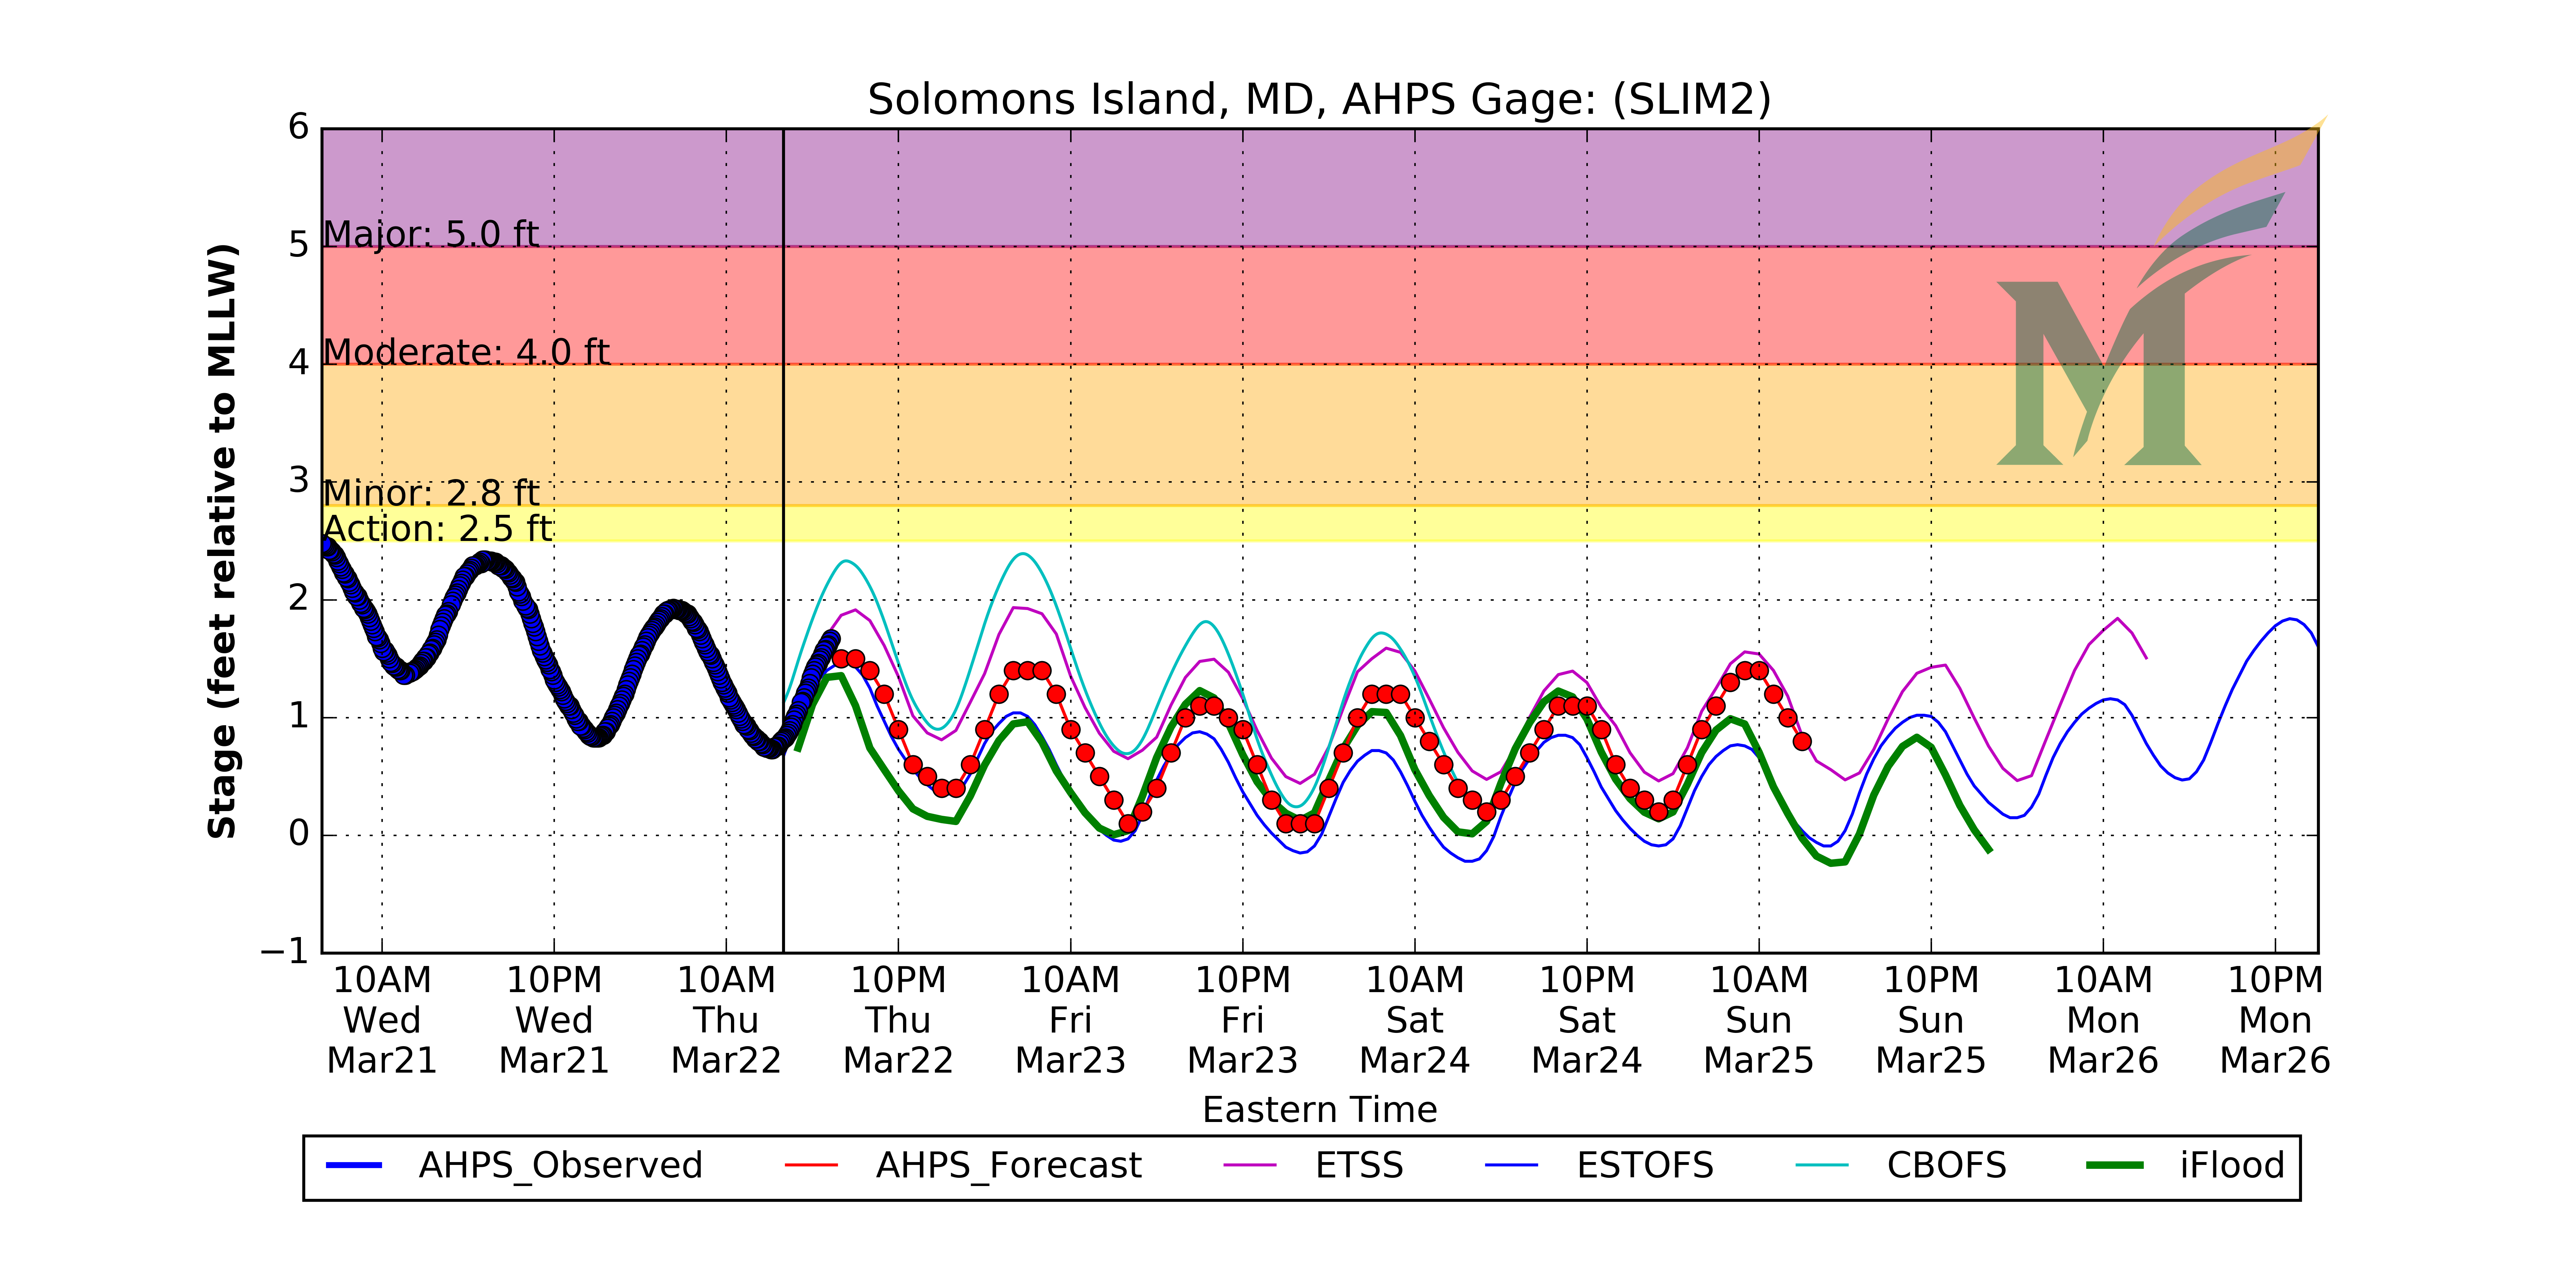 Solomons Island, MD, AHPS Gage: (SLIM2)
Stage (feet relative to MLLW)
6
5
4
3
2
1
0
−1
Major: 5.0 ft
Moderate: 4.0 ft
Minor: 2.8 ft
Action: 2.5 ft
M
10AM 10PM 10AM 10PM 10AM 10PM 10AM 10PM 10AM 10PM 10AM 10PM
Wed Wed Thu Thu Fri Fri Sat Sat Sun Sun Mon Mon
Mar21 Mar21 Mar22 Mar22 Mar23 Mar23 Mar24 Mar24 Mar25 Mar25 Mar26 Mar26
Eastern Time
AHPS_Observed AHPS_Forecast ETSS ESTOFS CBOFS iFlood